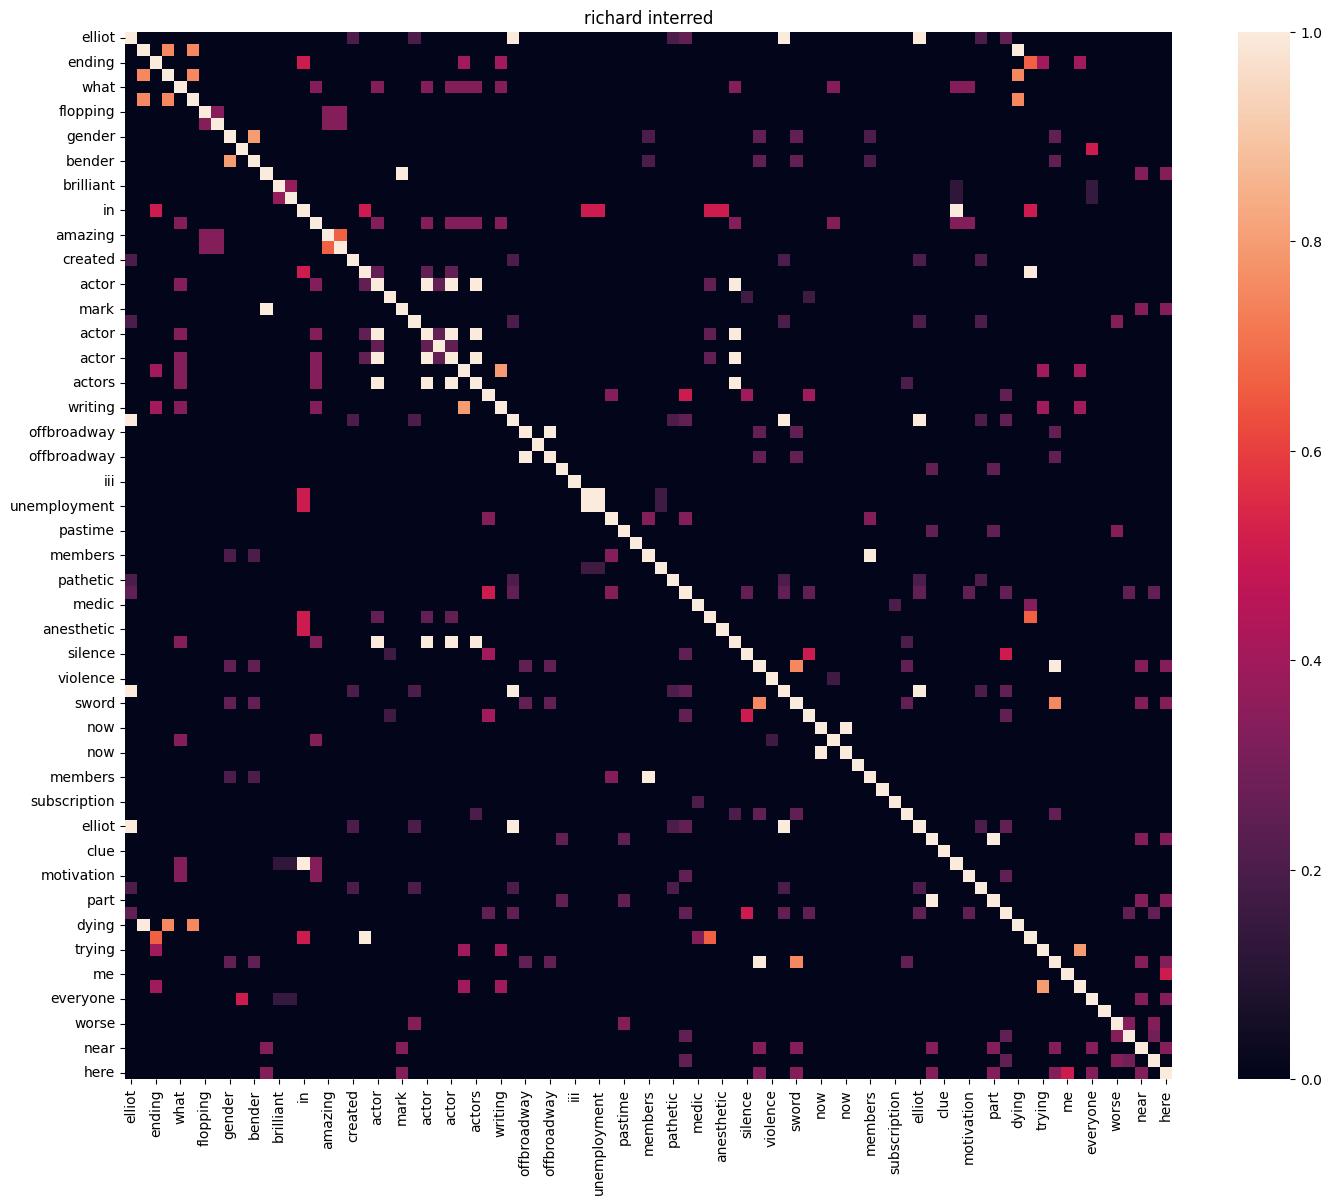 richard interred
elliot
ending
what
flopping
gender
bender
brilliant
in
amazing
created
actor
mark
actor
actor
actors
writing
offbroadway
offbroadway
iii
unemployment
pastime
members
pathetic
medic
anesthetic
silence
violence
sword
now
now
members
subscription
elliot
clue
motivation
part
dying
trying
me
everyone
worse
near
here
elliot
ending
what
flopping
gender
bender
brilliant
in
amazing
created
actor
mark
actor
actor
actors
writing
offbroadway
offbroadway
iii
unemployment
pastime
members
pathetic
medic
anesthetic
silence
violence
sword
now
now
members
subscription
elliot
clue
motivation
part
dying
trying
me
everyone
worse
near
here
1.0
0.8
0.6
0.4
0.2
0.0